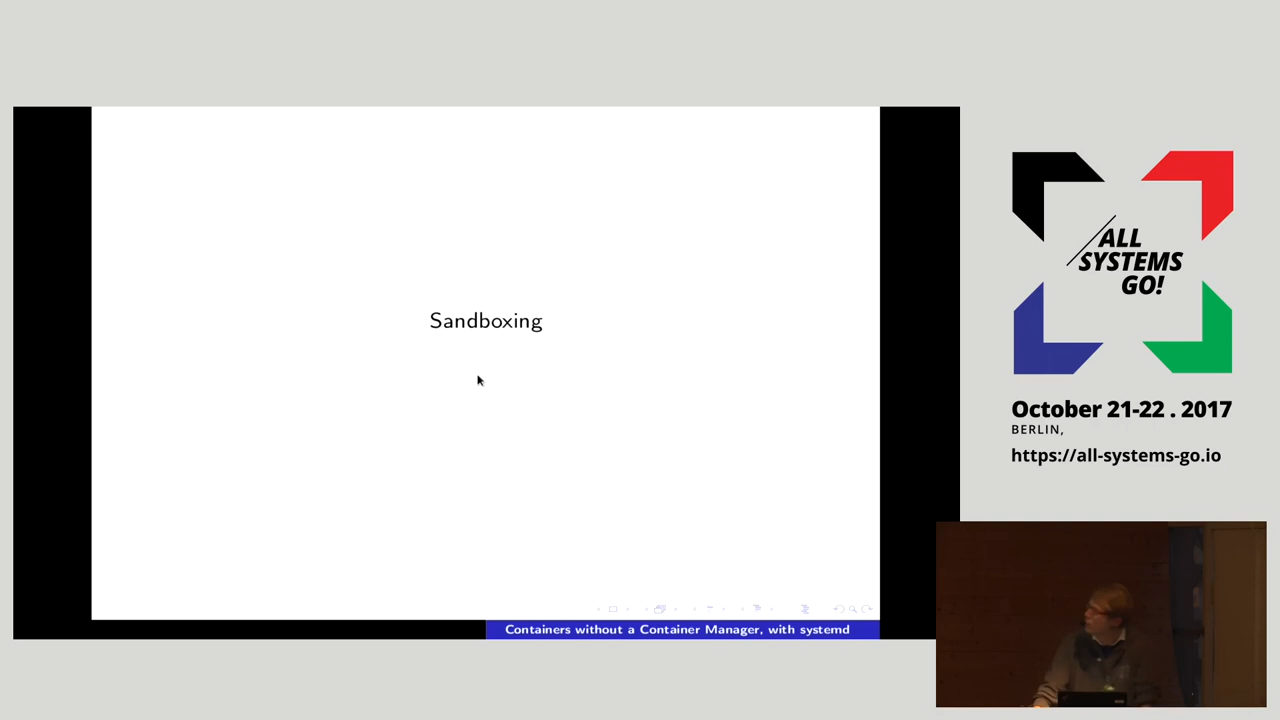 Sandboxing
Containers without a Container Manager, with systemd
ALL
SYSTEMS
GO!
October 21-22 . 2017
BERLIN,
https://all-systems-go.io